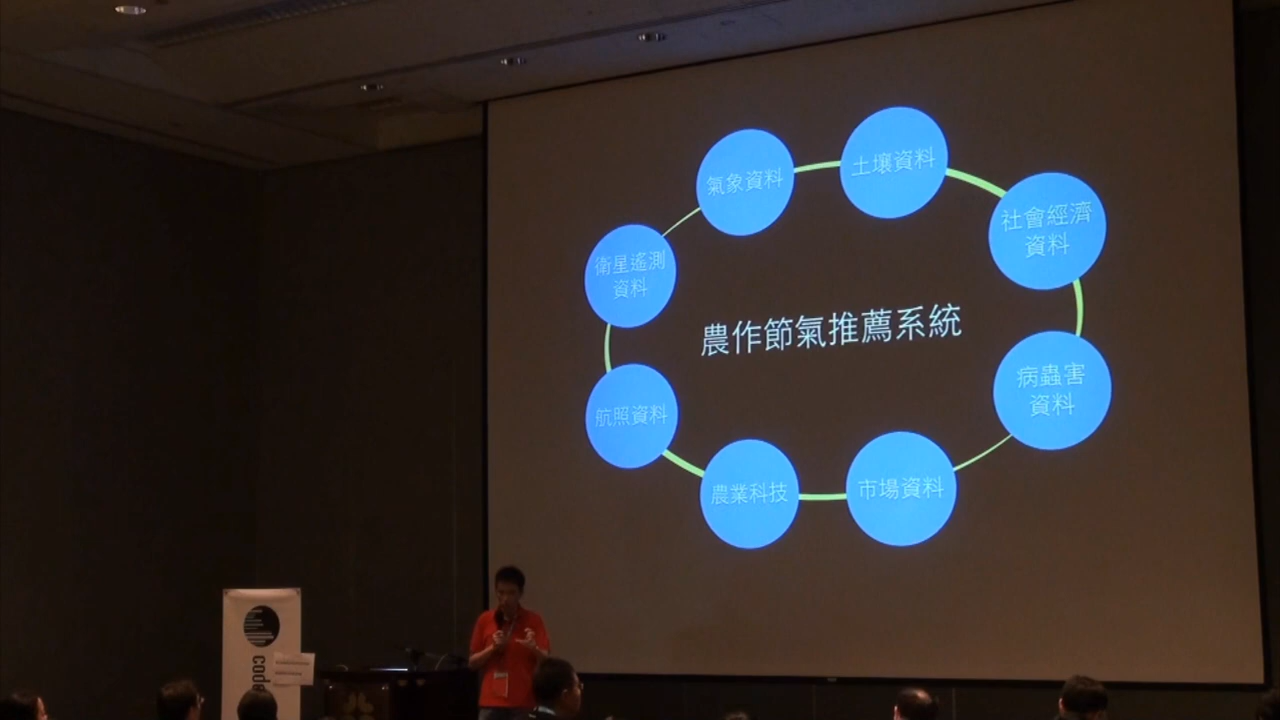 氣象資料
土壤資料
社會經濟
資料
衛星遙測
資料
農作節氣推薦系統
病蟲害
資料
航照資料
農業科技
市場資料
code